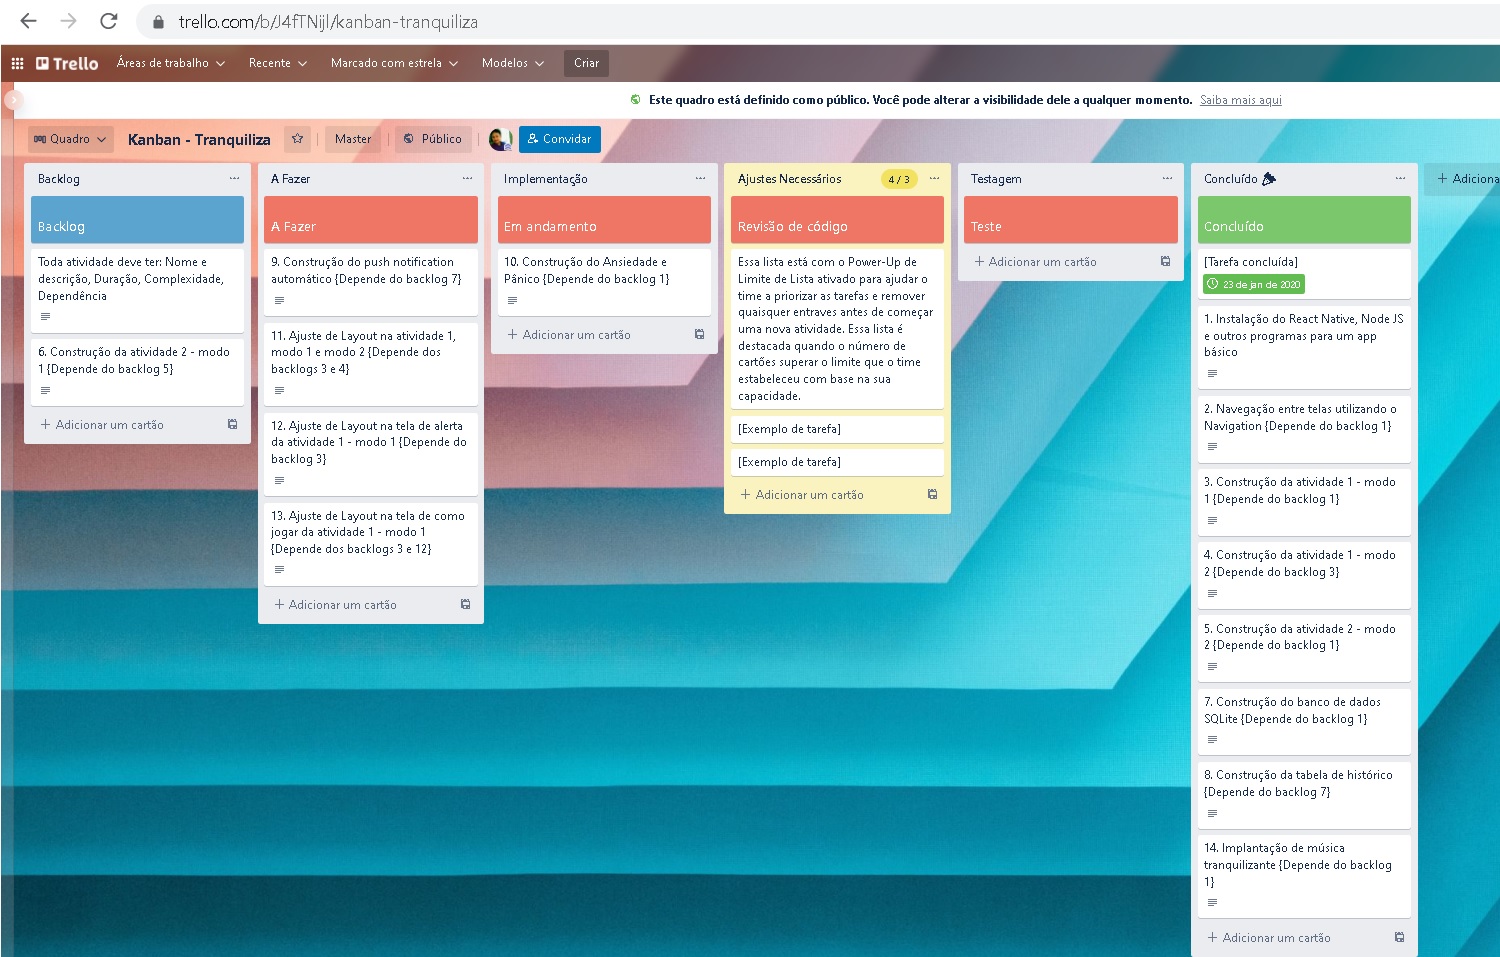 trello.com/b/J4fTNijl/kanban-tranquiliza
Trello
Áreas de trabalho
Recente
Marcado com estrela
Modelos
Criar
Este quadro está definido como público. Você pode alterar a visibilidade dele a qualquer momento. Saiba mais aqui
Quadro
Kanban - Tranquiliza
Master
Público
Convidar
Backlog
Backlog
Toda atividade deve ter: Nome e
descrição, Duração, Complexidade,
Dependência
6. Construção da atividade 2 - modo
1 {Depende do backlog 5}
+ Adicionar um cartão
A Fazer
A Fazer
9. Construção do push notification
automático {Depende do backlog 7}
11. Ajuste de Layout na atividade 1,
modo 1 e modo 2 {Depende dos
backlogs 3 e 4}
12. Ajuste de Layout na tela de alerta
da atividade 1 - modo 1 {Depende do
backlog 3}
13. Ajuste de Layout na tela de como
jogar da atividade 1 - modo 1
{Depende dos backlogs 3 e 12}
+ Adicionar um cartão
Implementação
Em andamento
10. Construção do Ansiedade e
Pânico {Depende do backlog 1}
+ Adicionar um cartão
Ajustes Necessários
4 / 3
Revisão de código
Essa lista está com o Power-Up de
Limite de Lista ativado para ajudar o
time a priorizar as tarefas e remover
quaisquer entraves antes de começar
uma nova atividade. Essa lista é
destacada quando o número de
cartões superar o limite que o time
estabeleceu com base na sua
capacidade.
[Exemplo de tarefa]
[Exemplo de tarefa]
+ Adicionar um cartão
Testagem
Teste
+ Adicionar um cartão
Concluído
Concluído
[Tarefa concluída]
23 de jan de 2020
1. Instalação do React Native, Node JS
e outros programas para um app
básico
2. Navegação entre telas utilizando o
Navigation {Depende do backlog 1}
3. Construção da atividade 1 - modo
1 {Depende do backlog 1}
4. Construção da atividade 1 - modo
2 {Depende do backlog 3}
5. Construção da atividade 2 - modo
2 {Depende do backlog 1}
7. Construção do banco de dados
SQLite {Depende do backlog 1}
8. Construção da tabela de histórico
{Depende do backlog 7}
14. Implantação de música
tranquilizante {Depende do backlog
1}
+ Adicionar um cartão
+ Adiciona